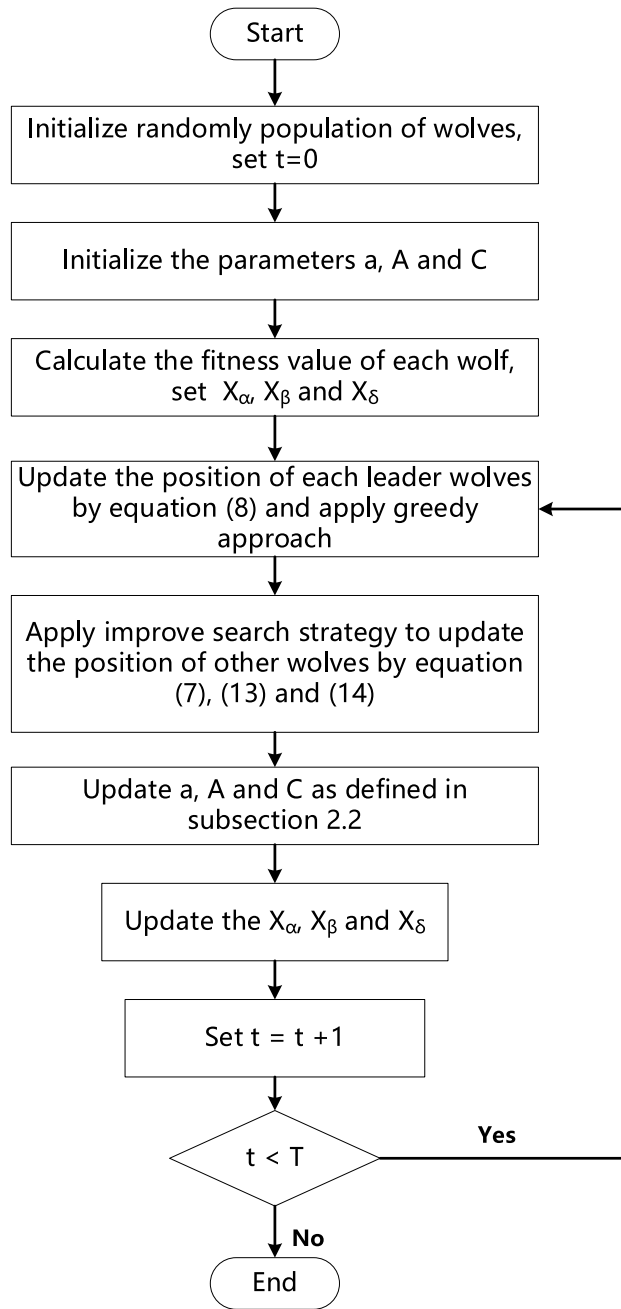 Start
Initialize randomly population of wolves,
set t=0
Initialize the parameters a, A and C
Calculate the fitness value of each wolf,
set Xα, Xβ and Xδ
Update the position of each leader wolves
by equation (8) and apply greedy
approach
Apply improve search strategy to update
the position of other wolves by equation
(7), (13) and (14)
Update a, A and C as defined in
subsection 2.2
Update the Xα, Xβ and Xδ
Set t = t +1
t < T
Yes
No
End